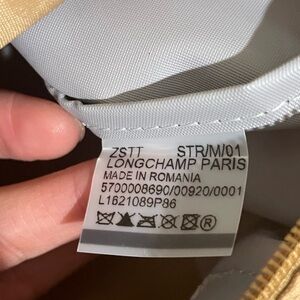 ZSTT STR/M/01
LONGCHAMP PARIS
MADE IN ROMANIA
5700008690/00920/0001
L1621089P86